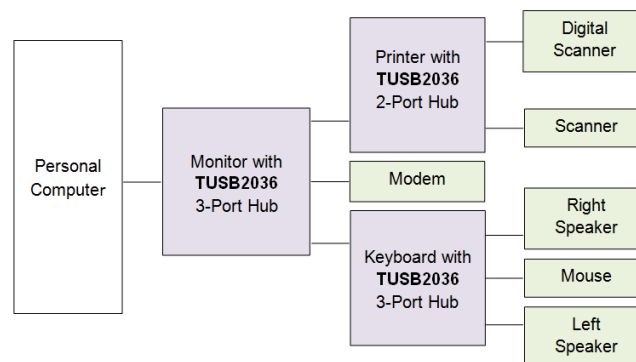 Personal
Computer
Monitor with
TUSB2036
3-Port Hub
Printer with
TUSB2036
2-Port Hub
Digital
Scanner
Scanner
Modem
Keyboard with
TUSB2036
3-Port Hub
Right
Speaker
Mouse
Left
Speaker